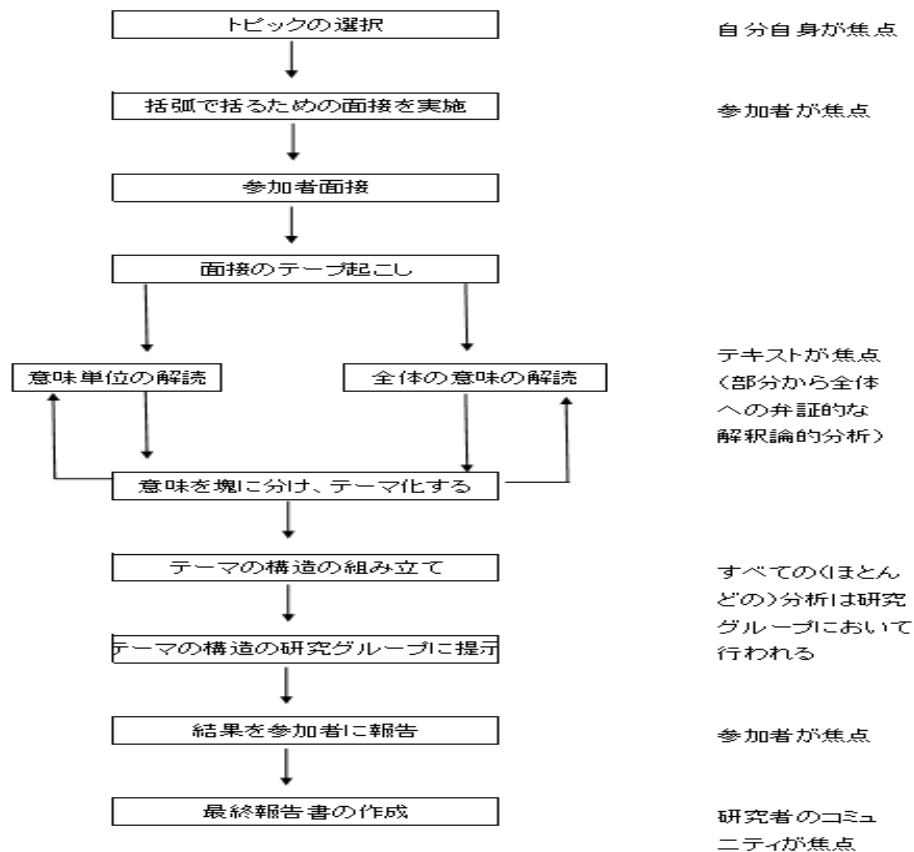 トピックの選択
自分自身が焦点
括弧で括るための面接を実施
参加者が焦点
参加者面接
面接のテープ起こし
テキストが焦点
意味単位の解読
全体の意味の解読
(部分から全体
への弁証的な
解釈論的分析)
意味を塊に分け、テーマ化する
テーマの構造の組み立て
すべての(ほとん
どの)分析は研究
グループにおいて
行われる
テーマの構造の研究グループに提示
結果を参加者に報告
参加者が焦点
最終報告書の作成
研究者のコミュ
ニティが焦点